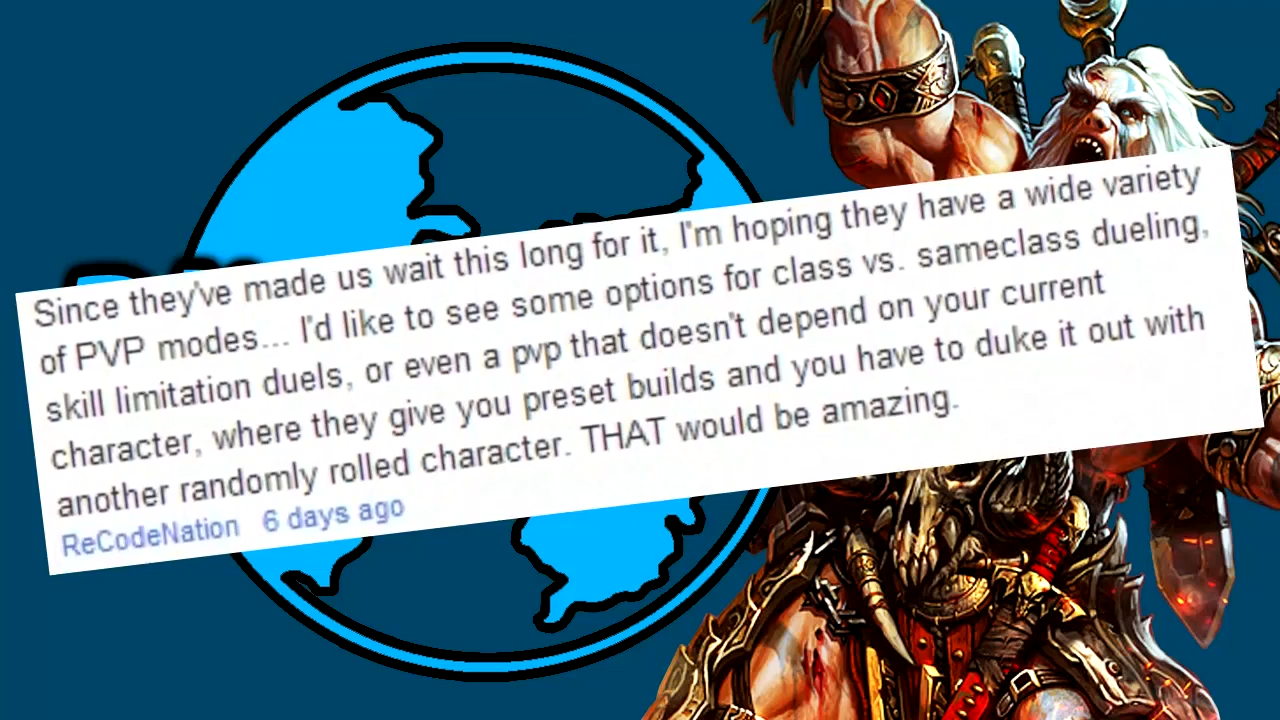 Since they've made us wait this long for it, I'm hoping they have a wide variety
of PVP modes... I'd like to see some options for class vs. sameclass dueling,
skill limitation duels, or even a pvp that doesn't depend on your current
character, where they give you preset builds and you have to duke it out with
another randomly rolled character. THAT would be amazing.
ReCodeNation 6 days ago